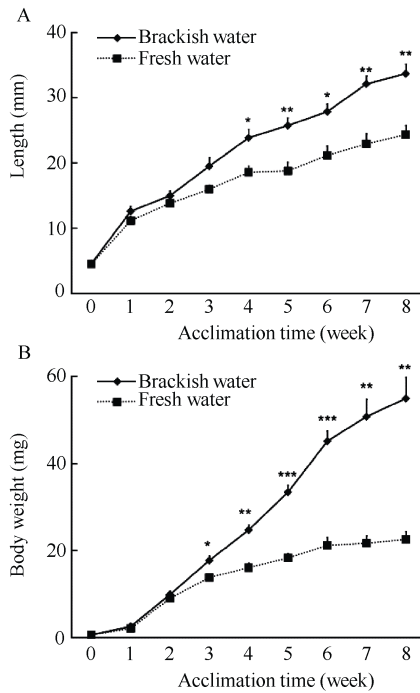 A
Brackish water
Fresh water
Length (mm)
40
30
20
10
0
* ** * ** **
0 1 2 3 4 5 6 7 8
Acclimation time (week)
B
Brackish water
Fresh water
Body weight (mg)
60
40
20
0
* ** *** *** ** **
0 1 2 3 4 5 6 7 8
Acclimation time (week)